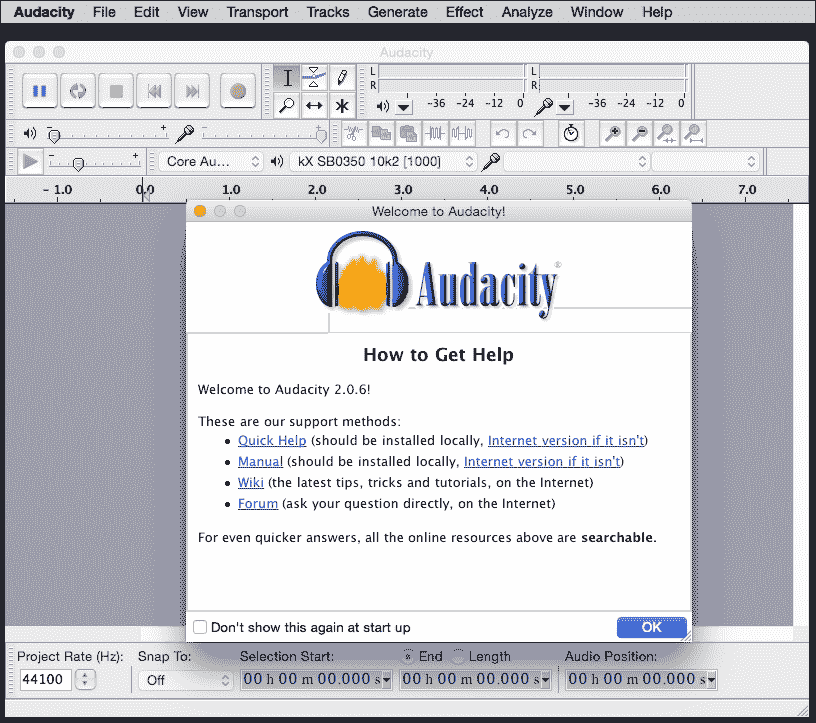 Audacity File Edit View Transport Tracks Generate Effect Analyze Window Help
Audacity
L
R
-36 -24 -12 0
L
R
-36 -24 -12 0
- +
- +
- +
Core Au... kX SB0350 10k2 [1000]
- 1.0 0.0 1.0 2.0 3.0 4.0 5.0 6.0 7.0
Welcome to Audacity!
Audacity®
How to Get Help
Welcome to Audacity 2.0.6!
These are our support methods:
• Quick Help (should be installed locally, Internet version if it isn't)
• Manual (should be installed locally, Internet version if it isn't)
• Wiki (the latest tips, tricks and tutorials, on the Internet)
• Forum (ask your question directly, on the Internet)
For even quicker answers, all the online resources above are searchable.
Don't show this again at start up
OK
Project Rate (Hz): Snap To: Selection Start: End Length Audio Position:
44100 Off 00 h 00 m 00.000 s 00 h 00 m 00.000 s 00 h 00 m 00.000 s